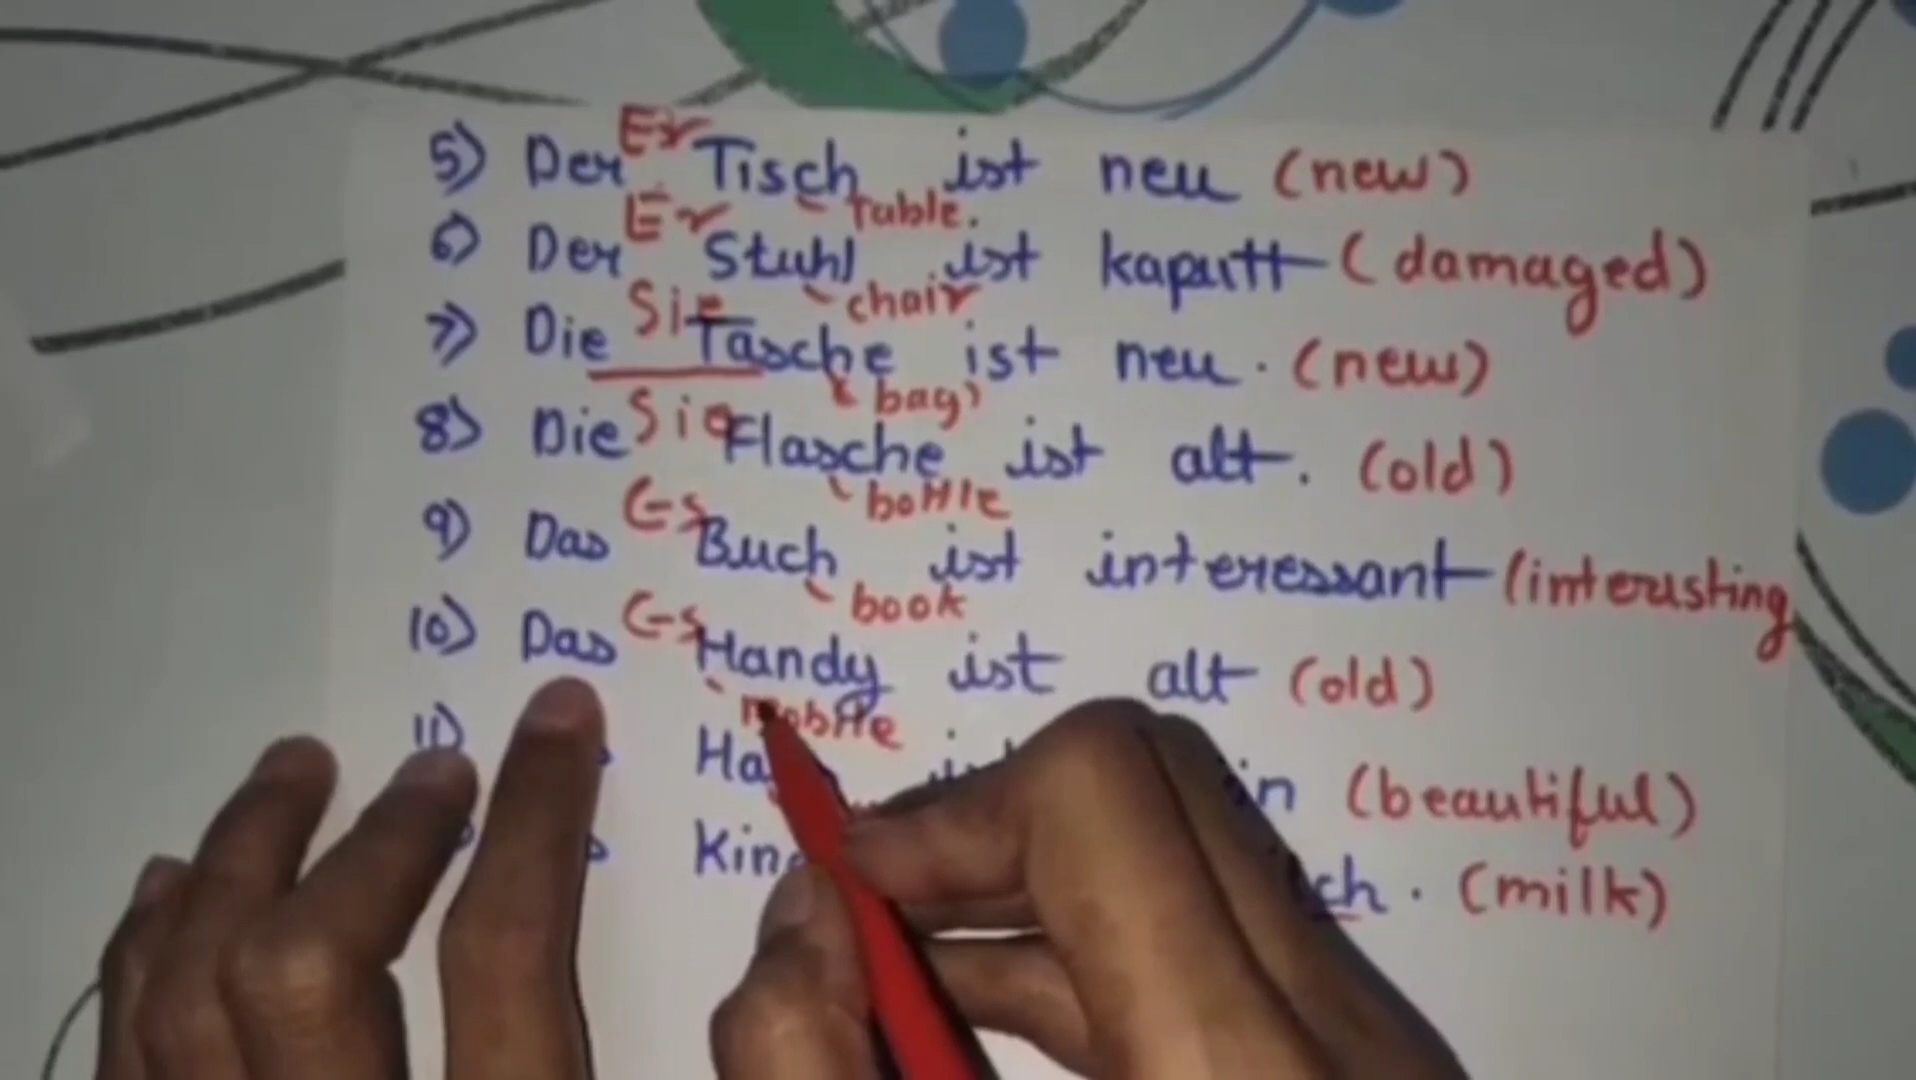 Er
5) Der Tisch ist neu (new)
table.
Er
6) Der Stuhl ist kaputt (damaged)
chair
Sie
7) Die Tasche ist neu. (new)
bag
Sie
8) Die Flasche ist alt. (old)
bottle
Es
9) Das Buch ist interessant (interesting
book
Es
10) Das Handy ist alt (old)
mobile
11) (beautiful)
(milk)